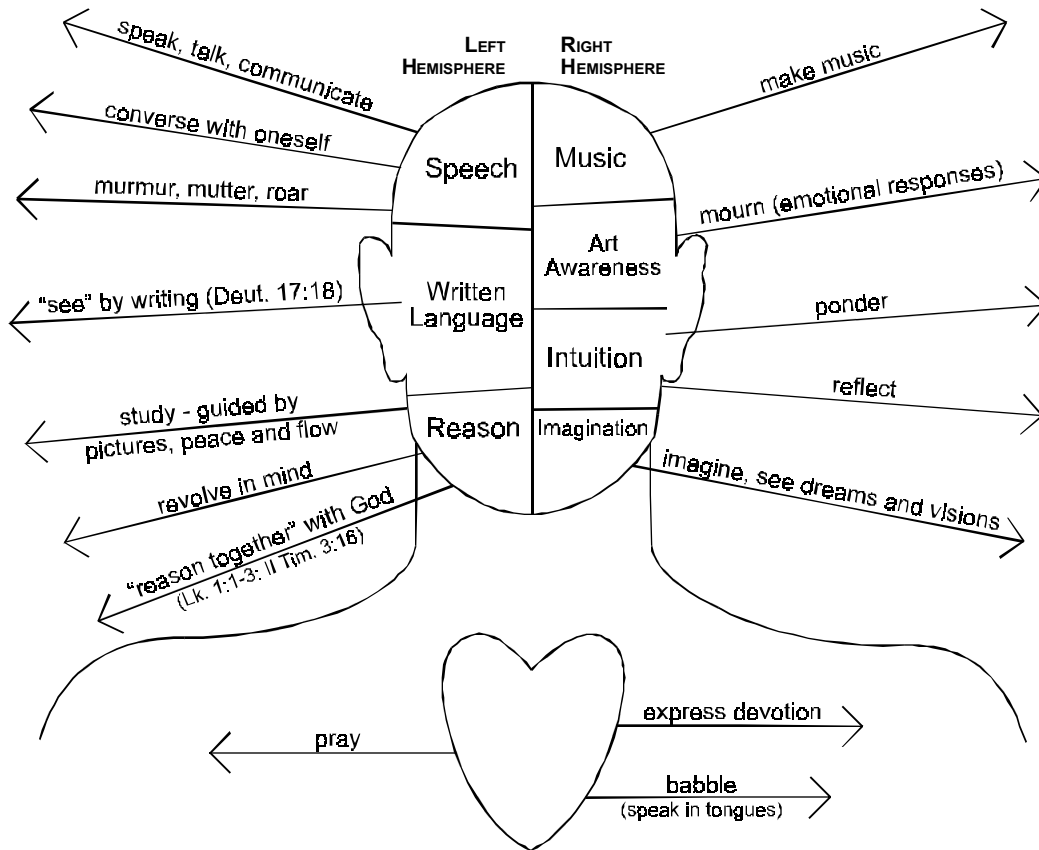 LEFT
HEMISPHERE
RIGHT
HEMISPHERE
speak, talk, communicate
converse with oneself
murmur, mutter, roar
"see" by writing (Deut. 17:18)
study - guided by
pictures, peace and flow
revolve in mind
"reason together" with God
(Lk. 1:1-3: II Tim. 3:16)
Speech
Written
Language
Reason
Music
Art
Awareness
Intuition
Imagination
make music
mourn (emotional responses)
ponder
reflect
imagine, see dreams and visions
pray
express devotion
babble
(speak in tongues)